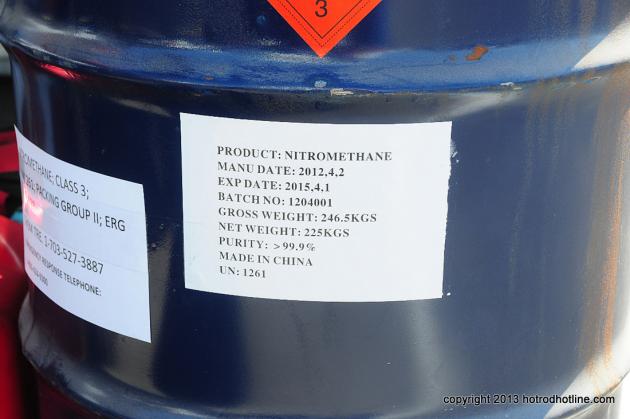 3
PRODUCT: NITROMETHANE
MANU DATE: 2012,4,2
EXP DATE: 2015,4,1
BATCH NO: 1204001
GROSS WEIGHT: 246.5KGS
NET WEIGHT: 225KGS
PURITY: >99.9%
MADE IN CHINA
UN: 1261
CLASS 3;
PACKING GROUP II; ERG
1-703-527-3887
RESPONSE TELEPHONE:
copyright 2013 hotrodhotline.com